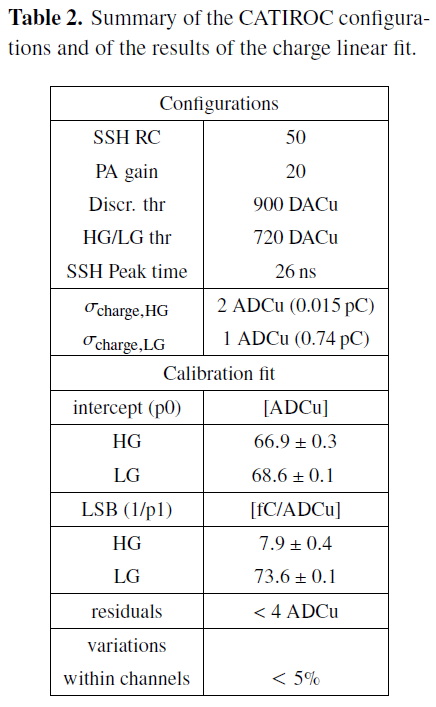 Table 2. Summary of the CATIROC configura-
tions and of the results of the charge linear fit.
Configurations
SSH RC 50
PA gain 20
Discr. thr 900 DACu
HG/LG thr 720 DACu
SSH Peak time 26 ns
σcharge,HG 2 ADCu (0.015 pC)
σcharge,LG 1 ADCu (0.74 pC)
Calibration fit
intercept (p0) [ADCu]
HG 66.9 ± 0.3
LG 68.6 ± 0.1
LSB (1/p1) [fC/ADCu]
HG 7.9 ± 0.4
LG 73.6 ± 0.1
residuals < 4 ADCu
variations
within channels < 5%